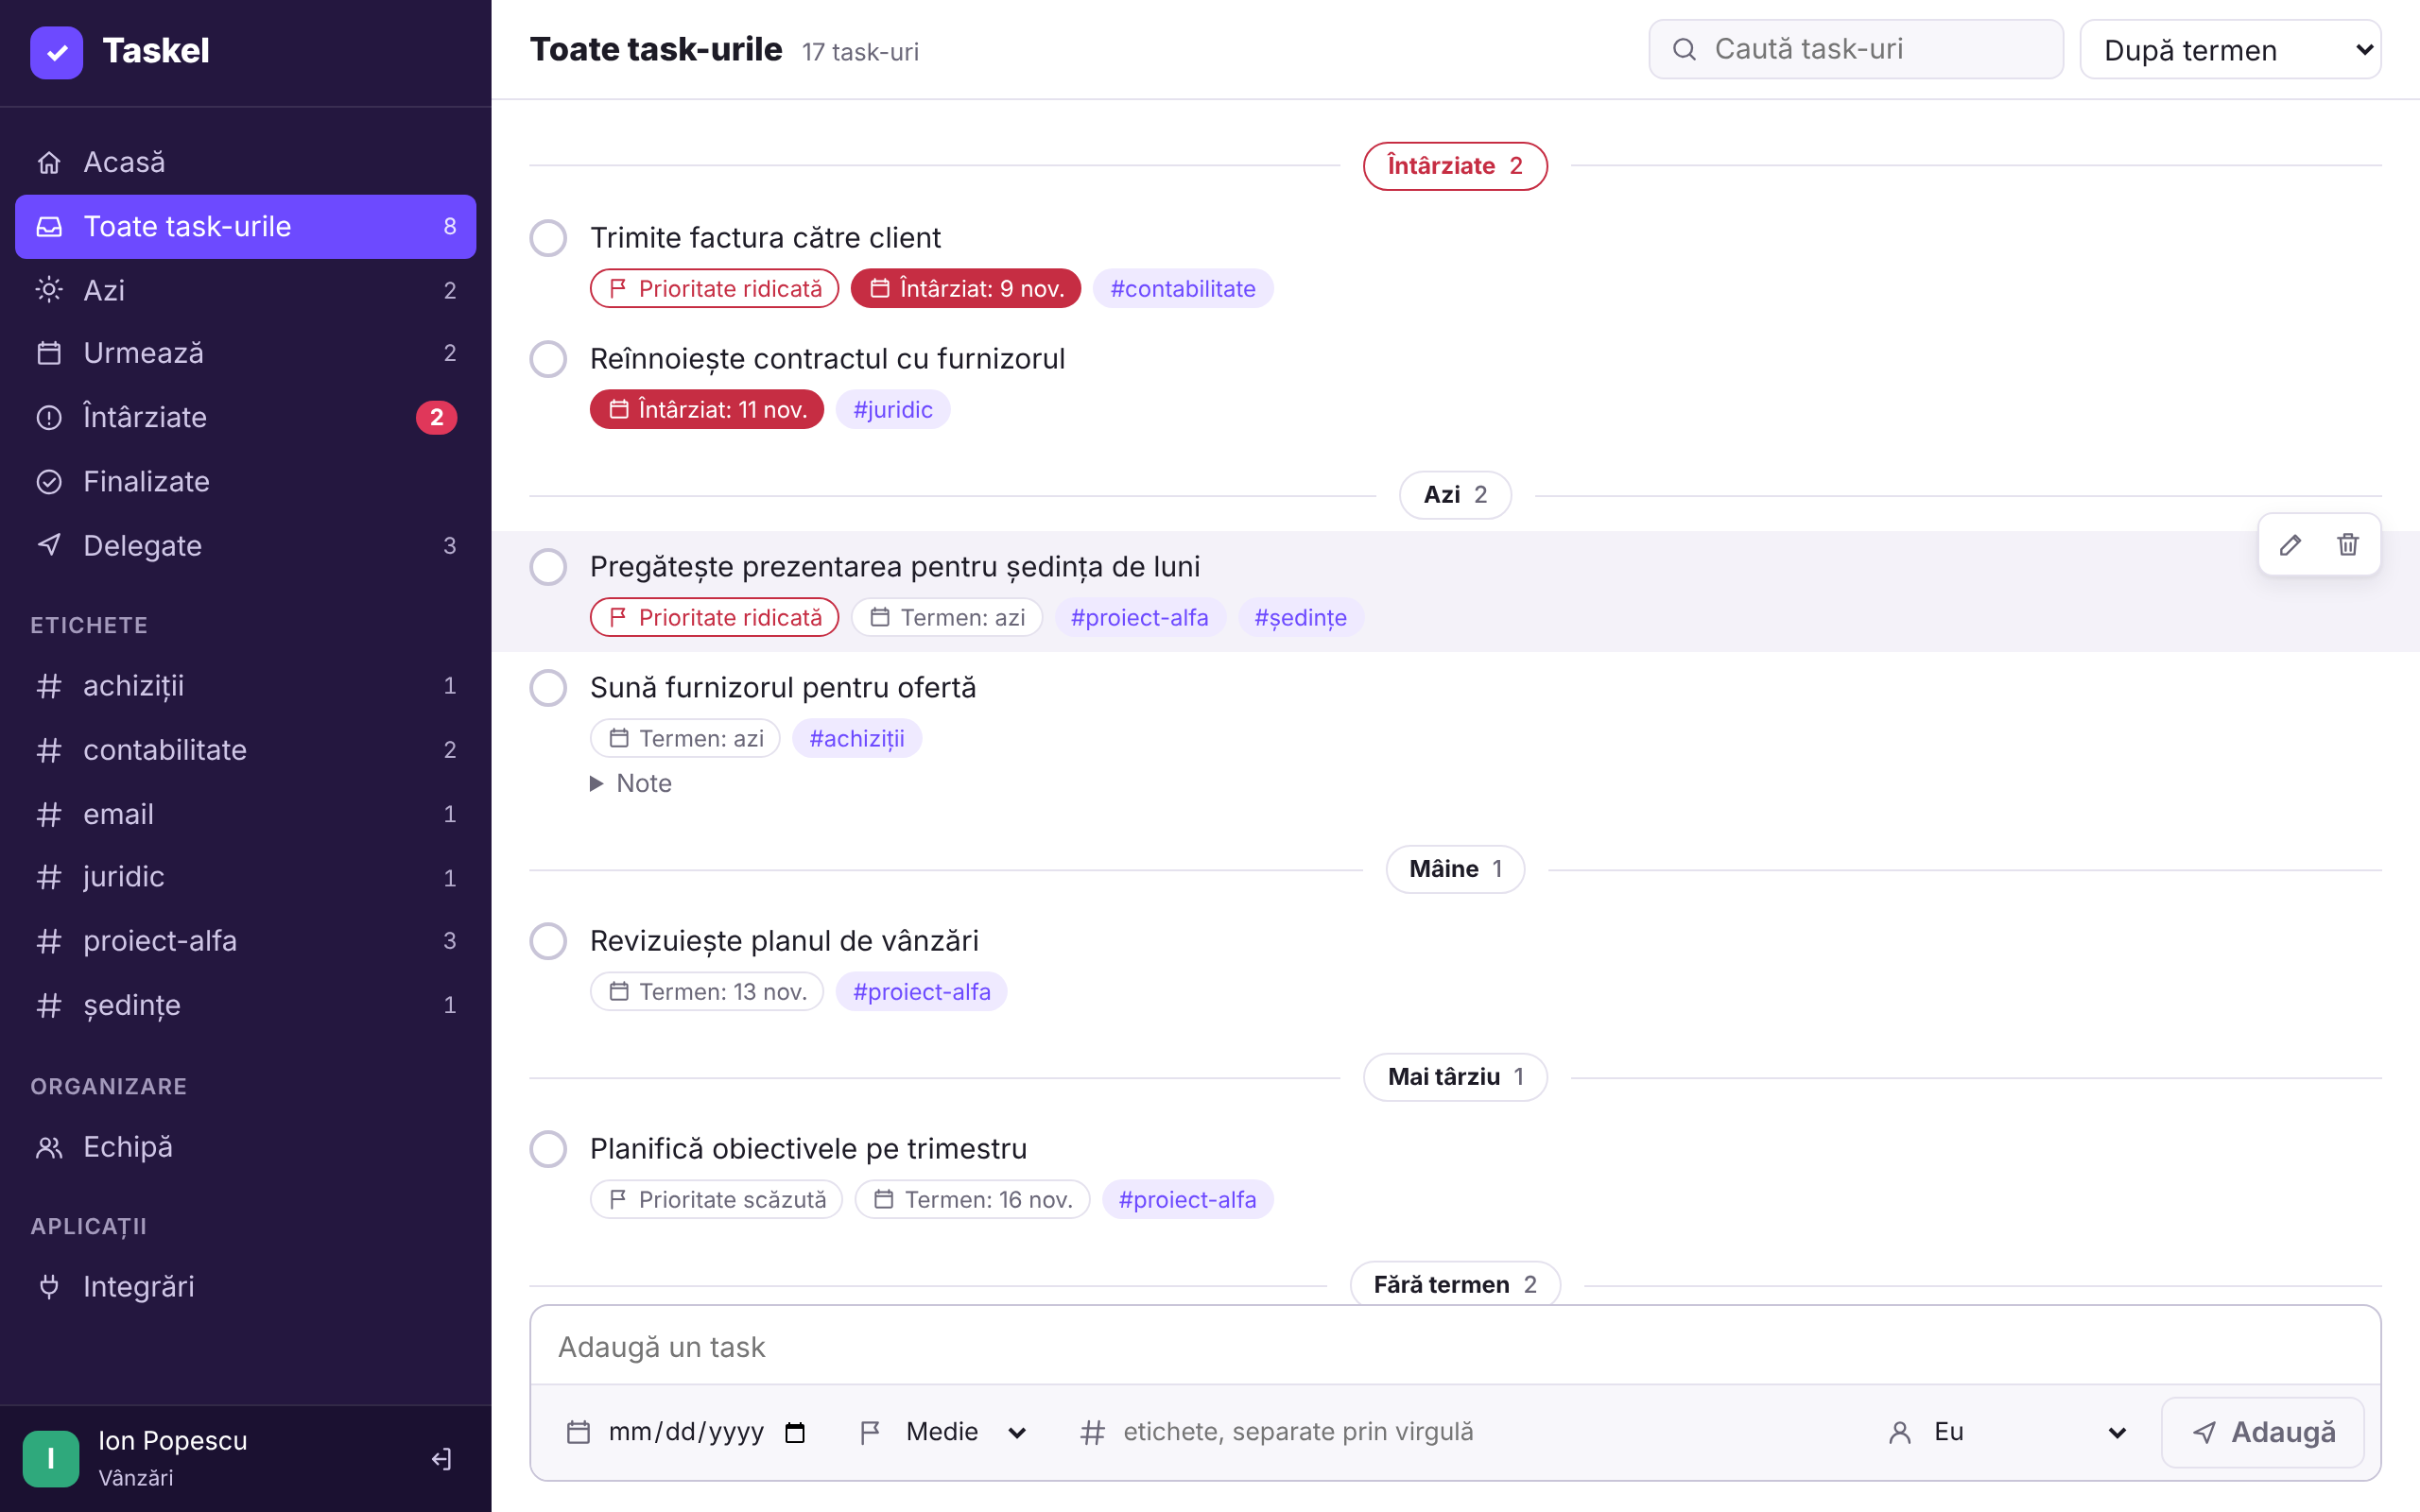 Taskel
Acasă
Toate task-urile 8
Azi 2
Urmează 2
Întârziate 2
Finalizate
Delegate 3
ETICHETE
# achiziții 1
# contabilitate 2
# email 1
# juridic 1
# proiect-alfa 3
# ședințe 1
ORGANIZARE
Echipă
APLICAȚII
Integrări
I
Ion Popescu
Vânzări
Toate task-urile 17 task-uri
Caută task-uri
După termen
Întârziate 2
Trimite factura către client
Prioritate ridicată Întârziat: 9 nov. #contabilitate
Reînnoiește contractul cu furnizorul
Întârziat: 11 nov. #juridic
Azi 2
Pregătește prezentarea pentru ședința de luni
Prioritate ridicată Termen: azi #proiect-alfa #ședințe
Sună furnizorul pentru ofertă
Termen: azi #achiziții
Note
Mâine 1
Revizuiește planul de vânzări
Termen: 13 nov. #proiect-alfa
Mai târziu 1
Planifică obiectivele pe trimestru
Prioritate scăzută Termen: 16 nov. #proiect-alfa
Fără termen 2
Adaugă un task
mm/dd/yyyy Medie # etichete, separate prin virgulă Eu Adaugă